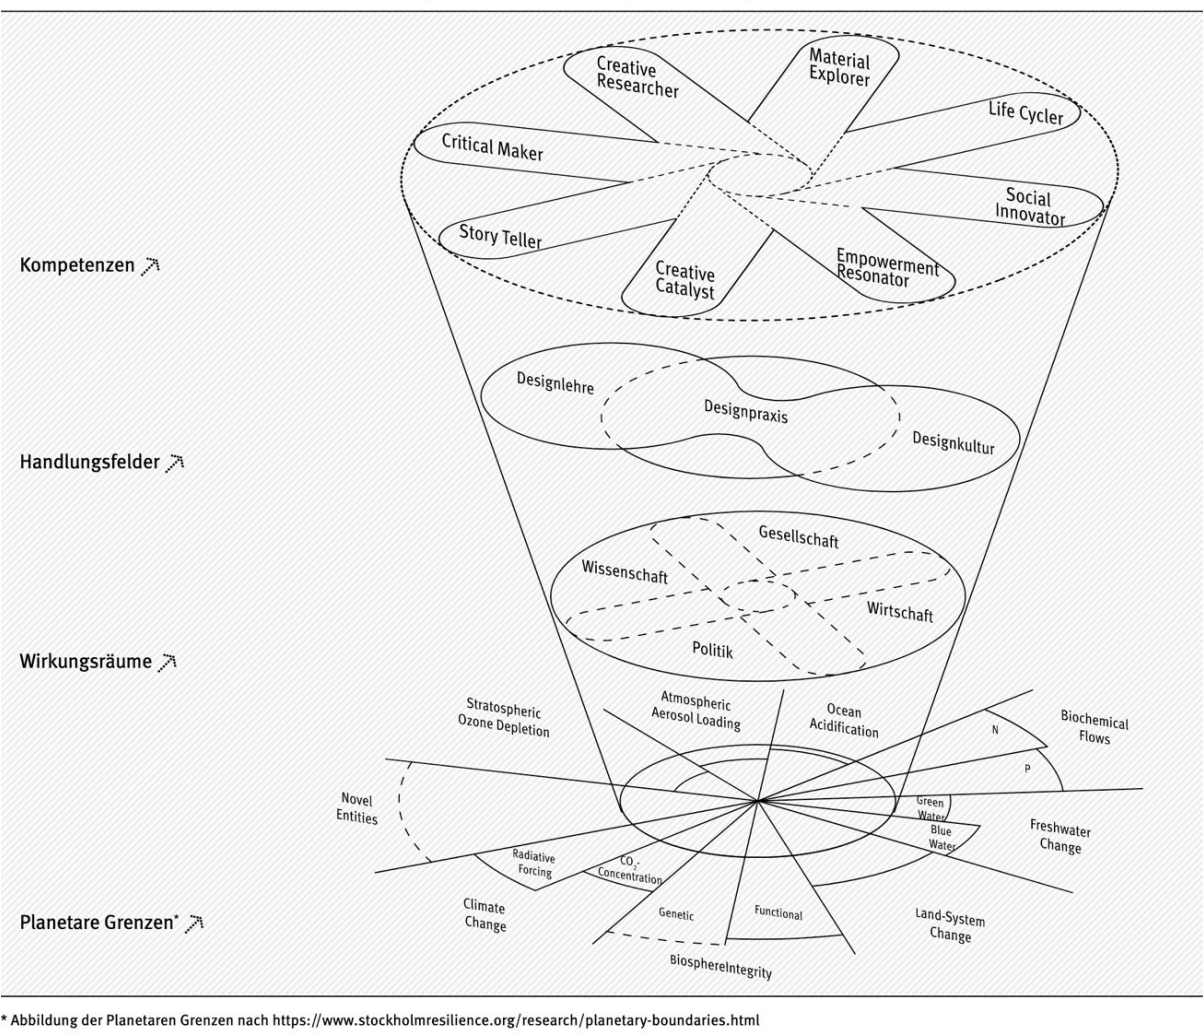 Creative
Researcher
Material
Explorer
Life Cycler
Critical Maker
Social
Innovator
Story Teller
Empowerment
Resonator
Creative
Catalyst
Kompetenzen
Designlehre
Designpraxis
Designkultur
Handlungsfelder
Gesellschaft
Wissenschaft
Wirtschaft
Politik
Wirkungsräume
Stratospheric
Ozone Depletion
Atmospheric
Aerosol Loading
Ocean
Acidification
Biochemical
Flows
N
P
Novel
Entities
Green
Water
Blue
Water
Freshwater
Change
Radiative
Forcing
CO₂-
Concentration
Climate
Change
Genetic
Functional
Land-System
Change
BiosphereIntegrity
Planetare Grenzen*
* Abbildung der Planetaren Grenzen nach https://www.stockholmresilience.org/research/planetary-boundaries.html